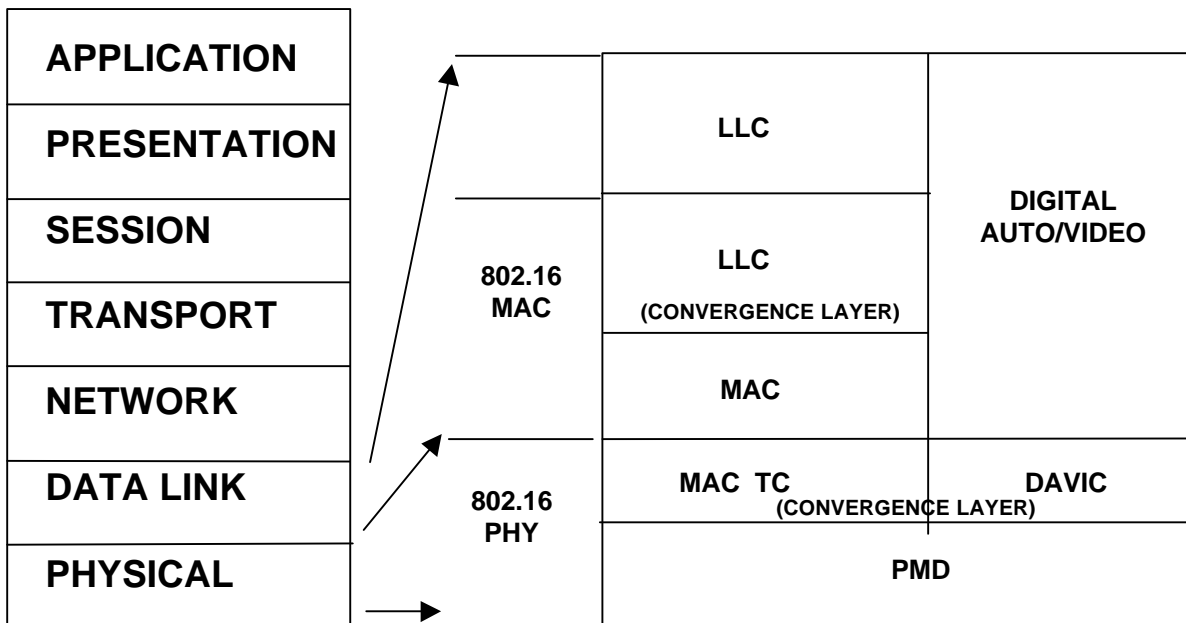 APPLICATION
PRESENTATION
SESSION
TRANSPORT
NETWORK
DATA LINK
PHYSICAL
802.16
MAC
802.16
PHY
LLC
LLC
(CONVERGENCE LAYER)
MAC
DIGITAL
AUTO/VIDEO
MAC TC
DAVIC
(CONVERGENCE LAYER)
PMD